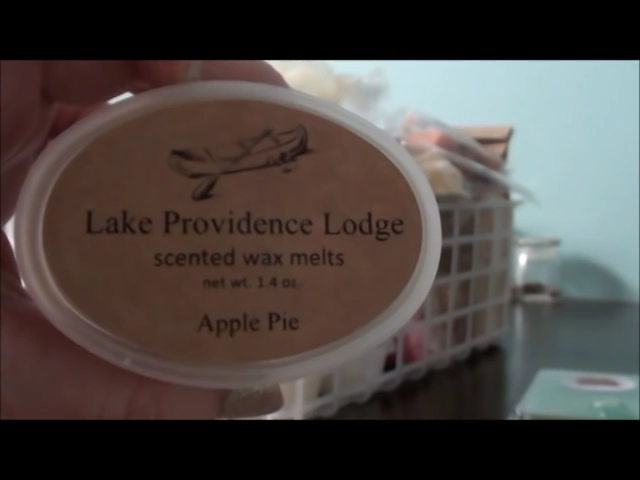 Lake Providence Lodge
scented wax melts
net wt. 1.4 oz.
Apple Pie